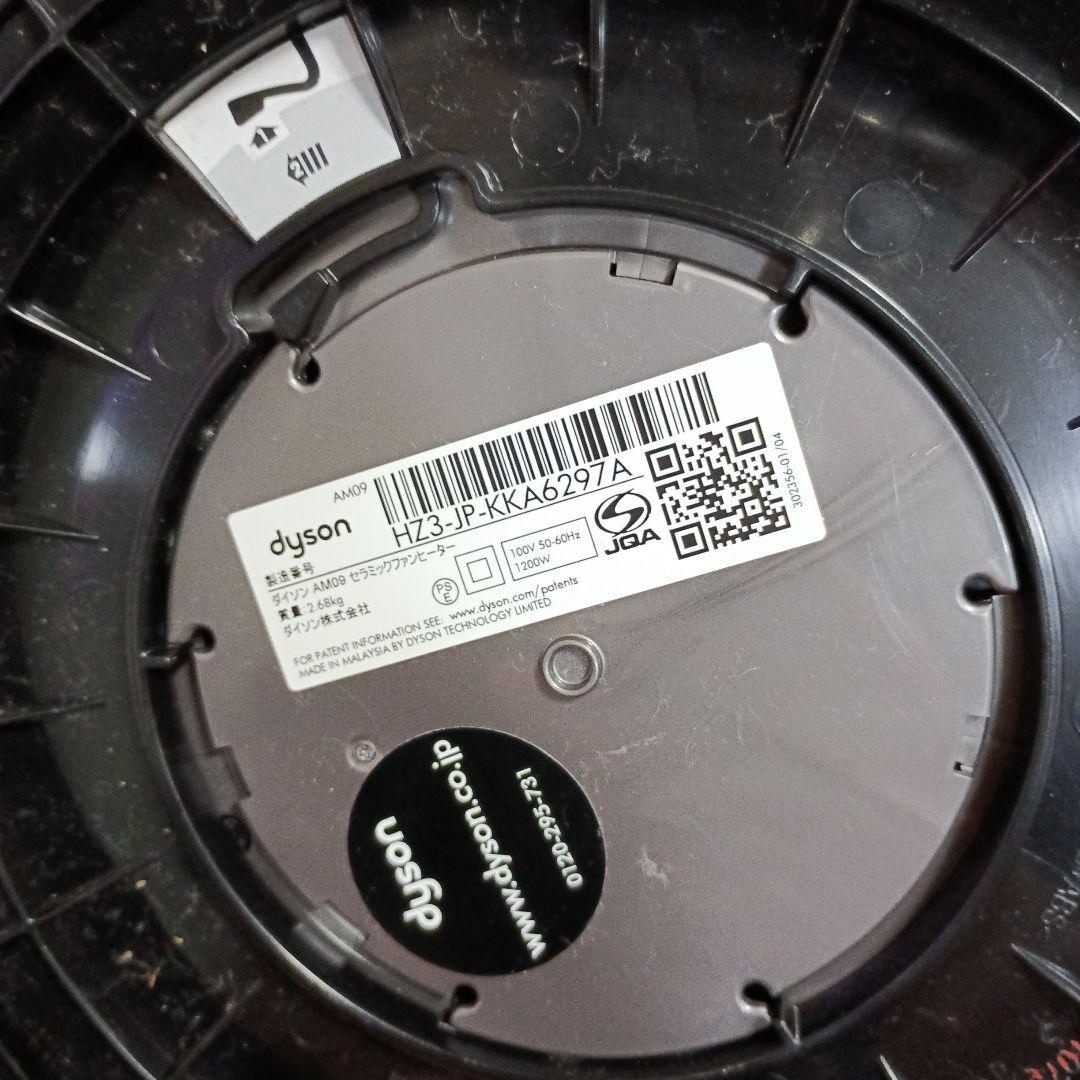 AM09
dyson
HZ3-JP-KKA6297A
製造番号
ダイソン AM09 セラミックファンヒーター
質量:2.68kg
ダイソン株式会社
PSE
100V 50-60Hz
1200W
JQA
302356-01/04
FOR PATENT INFORMATION SEE: www.dyson.com/patents
MADE IN MALAYSIA BY DYSON TECHNOLOGY LIMITED
dyson
www.dyson.co.jp
0120-295-731